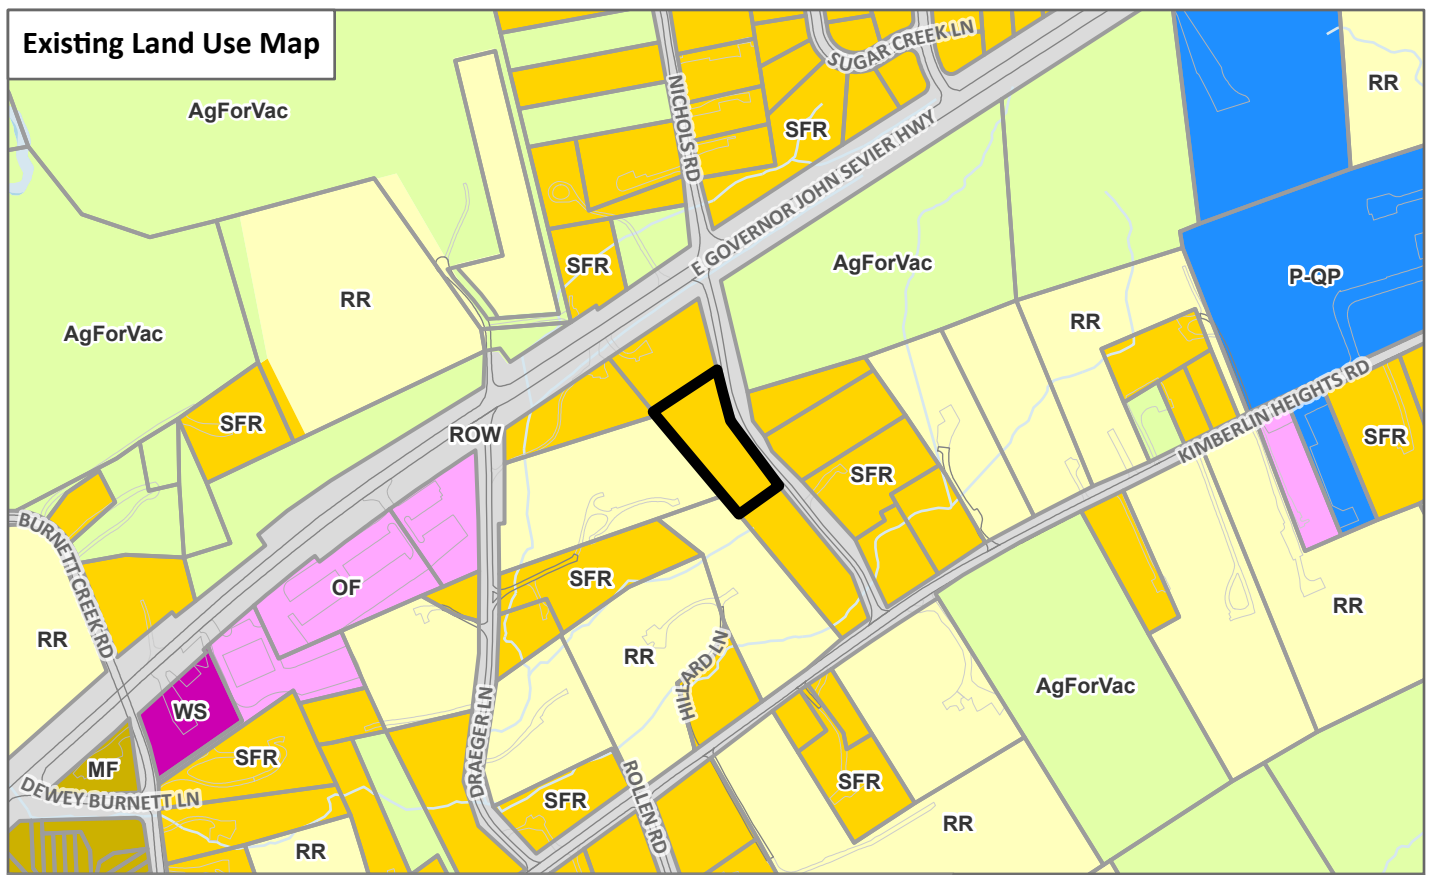 Existing Land Use Map
AgForVac
SUGAR CREEK LN
RR
NICHOLS RD
SFR
E GOVERNOR JOHN SEVIER HWY
SFR
AgForVac
P-QP
RR
AgForVac
RR
SFR
ROW
KIMBERLIN HEIGHTS RD
SFR
SFR
BURNETT CREEK RD
OF
SFR
RR
RR
RR
HILLARD LN
AgForVac
WS
DRAEGER LN
SFR
MF
DEWEY BURNETT LN
SFR
ROLLEN RD
SFR
RR
RR